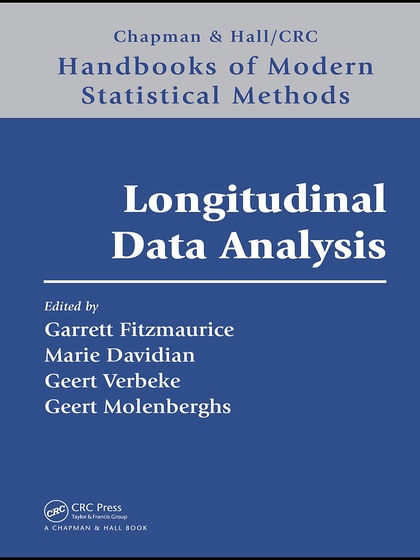 Chapman & Hall/CRC
Handbooks of Modern
Statistical Methods
Longitudinal
Data Analysis
Edited by
Garrett Fitzmaurice
Marie Davidian
Geert Verbeke
Geert Molenberghs
CRC CRC Press
Taylor & Francis Group
A CHAPMAN & HALL BOOK